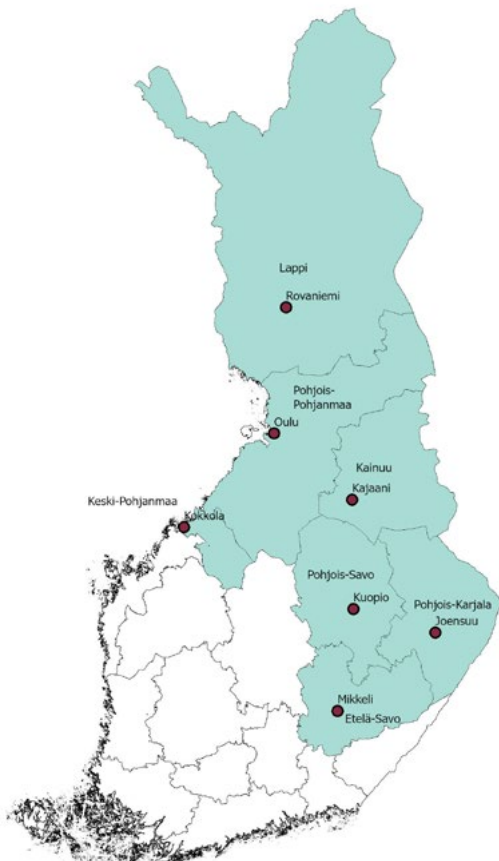 Lappi
Rovaniemi
Pohjois-
Pohjanmaa
Oulu
Kainuu
Kajaani
Keski-Pohjanmaa
Kokkola
Pohjois-Savo
Kuopio
Pohjois-Karjala
Joensuu
Mikkeli
Etelä-Savo